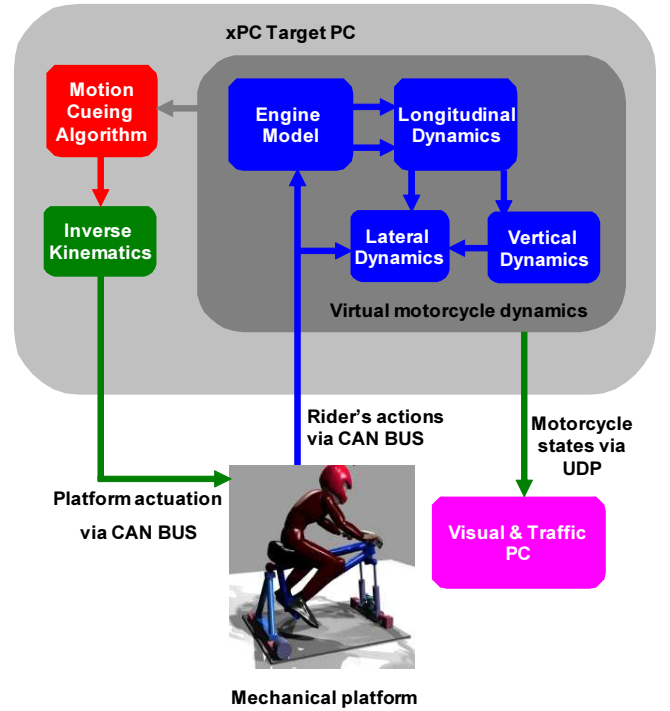 xPC Target PC
Motion
Cueing
Algorithm
Engine
Model
Longitudinal
Dynamics
Inverse
Kinematics
Lateral
Dynamics
Vertical
Dynamics
Virtual motorcycle dynamics
Rider's actions
via CAN BUS
Motorcycle
states via
UDP
Platform actuation
via CAN BUS
Visual & Traffic
PC
Mechanical platform